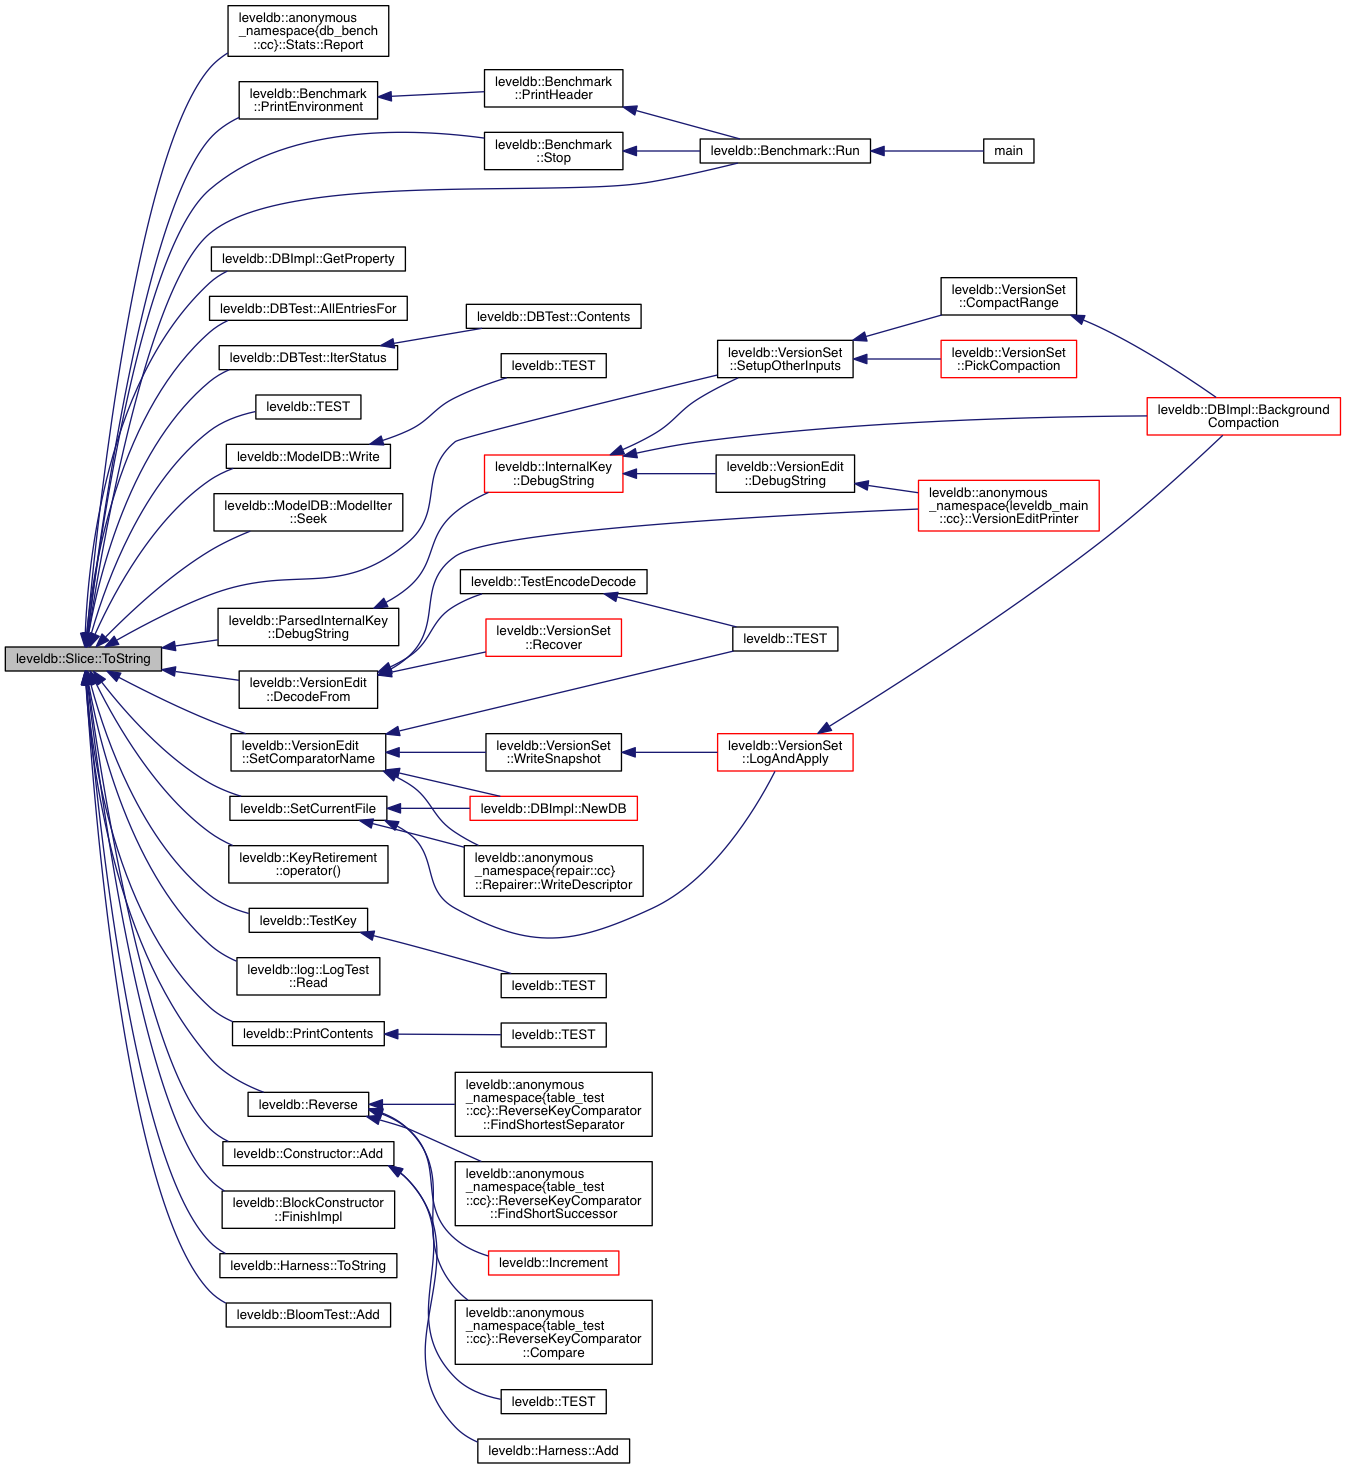 leveldb::anonymous
_namespace{db_bench
::cc}::Stats::Report
leveldb::Benchmark
::PrintEnvironment
leveldb::Benchmark
::PrintHeader
leveldb::Benchmark
::Stop
leveldb::Benchmark::Run
main
leveldb::DBImpl::GetProperty
leveldb::DBTest::AllEntriesFor
leveldb::DBTest::IterStatus
leveldb::DBTest::Contents
leveldb::TEST
leveldb::ModelDB::Write
leveldb::TEST
leveldb::ModelDB::ModelIter
::Seek
leveldb::VersionSet
::SetupOtherInputs
leveldb::VersionSet
::CompactRange
leveldb::VersionSet
::PickCompaction
leveldb::DBImpl::Background
Compaction
leveldb::InternalKey
::DebugString
leveldb::VersionEdit
::DebugString
leveldb::anonymous
_namespace{leveldb_main
::cc}::VersionEditPrinter
leveldb::ParsedInternalKey
::DebugString
leveldb::TestEncodeDecode
leveldb::VersionSet
::Recover
leveldb::TEST
leveldb::Slice::ToString
leveldb::VersionEdit
::DecodeFrom
leveldb::VersionEdit
::SetComparatorName
leveldb::VersionSet
::WriteSnapshot
leveldb::VersionSet
::LogAndApply
leveldb::SetCurrentFile
leveldb::DBImpl::NewDB
leveldb::KeyRetirement
::operator()
leveldb::anonymous
_namespace{repair::cc}
::Repairer::WriteDescriptor
leveldb::TestKey
leveldb::log::LogTest
::Read
leveldb::TEST
leveldb::PrintContents
leveldb::TEST
leveldb::Reverse
leveldb::anonymous
_namespace{table_test
::cc}::ReverseKeyComparator
::FindShortestSeparator
leveldb::Constructor::Add
leveldb::anonymous
_namespace{table_test
::cc}::ReverseKeyComparator
::FindShortSuccessor
leveldb::BlockConstructor
::FinishImpl
leveldb::Harness::ToString
leveldb::Increment
leveldb::BloomTest::Add
leveldb::anonymous
_namespace{table_test
::cc}::ReverseKeyComparator
::Compare
leveldb::TEST
leveldb::Harness::Add